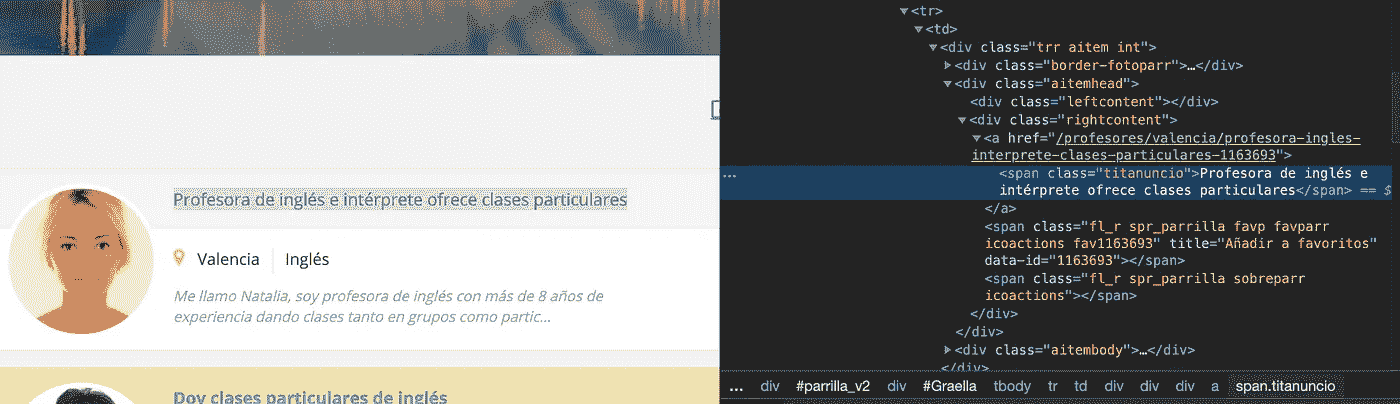 Profesora de inglés e intérprete ofrece clases particulares
Valencia
Inglés
Me llamo Natalia, soy profesora de inglés con más de 8 años de
experiencia dando clases tanto en grupos como partic...
Doy clases particulares de inglés
<tr>
<td>
<div class="trr aitem int">
<div class="border-fotoparr">…</div>
<div class="aitemhead">
<div class="leftcontent"></div>
<div class="rightcontent">
<a href="/profesores/valencia/profesora-ingles-
interprete-clases-particulares-1163693">
...
<span class="titanuncio">Profesora de inglés e
intérprete ofrece clases particulares</span> == $
</a>
<span class="fl_r spr_parrilla favp favparr
icoactions fav1163693" title="Añadir a favoritos"
data-id="1163693"></span>
<span class="fl_r spr_parrilla sobreparr
icoactions"></span>
</div>
</div>
<div class="aitembody">…</div>
</div>
... div #parrilla_v2 div #Graella tbody tr td div div div a span.titanuncio